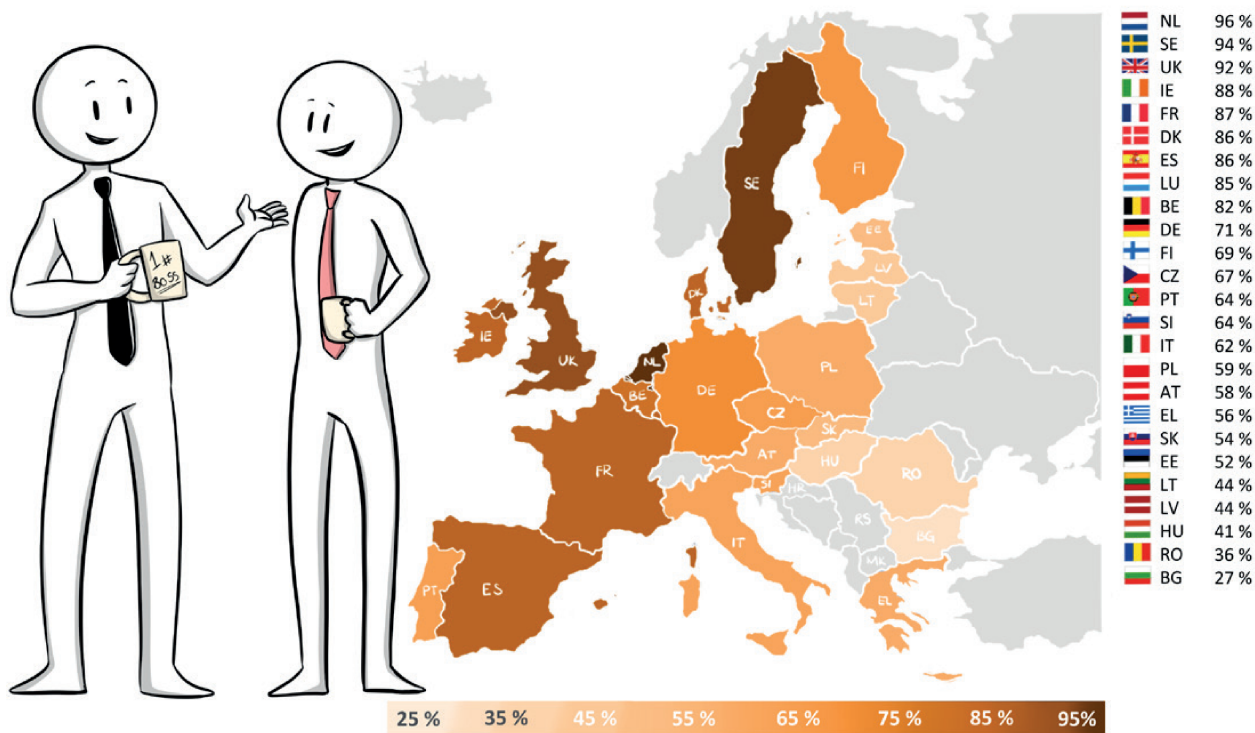 1#
BOSS
SE
FI
EE
LV
LT
DK
IE
UK
NL
BE
DE
PL
CZ
SK
FR
AT
HU
RO
SI
HR
RS
BG
IT
MK
PT
ES
EL
NL 96 %
SE 94 %
UK 92 %
IE 88 %
FR 87 %
DK 86 %
ES 86 %
LU 85 %
BE 82 %
DE 71 %
FI 69 %
CZ 67 %
PT 64 %
SI 64 %
IT 62 %
PL 59 %
AT 58 %
EL 56 %
SK 54 %
EE 52 %
LT 44 %
LV 44 %
HU 41 %
RO 36 %
BG 27 %
25 % 35 % 45 % 55 % 65 % 75 % 85 % 95%